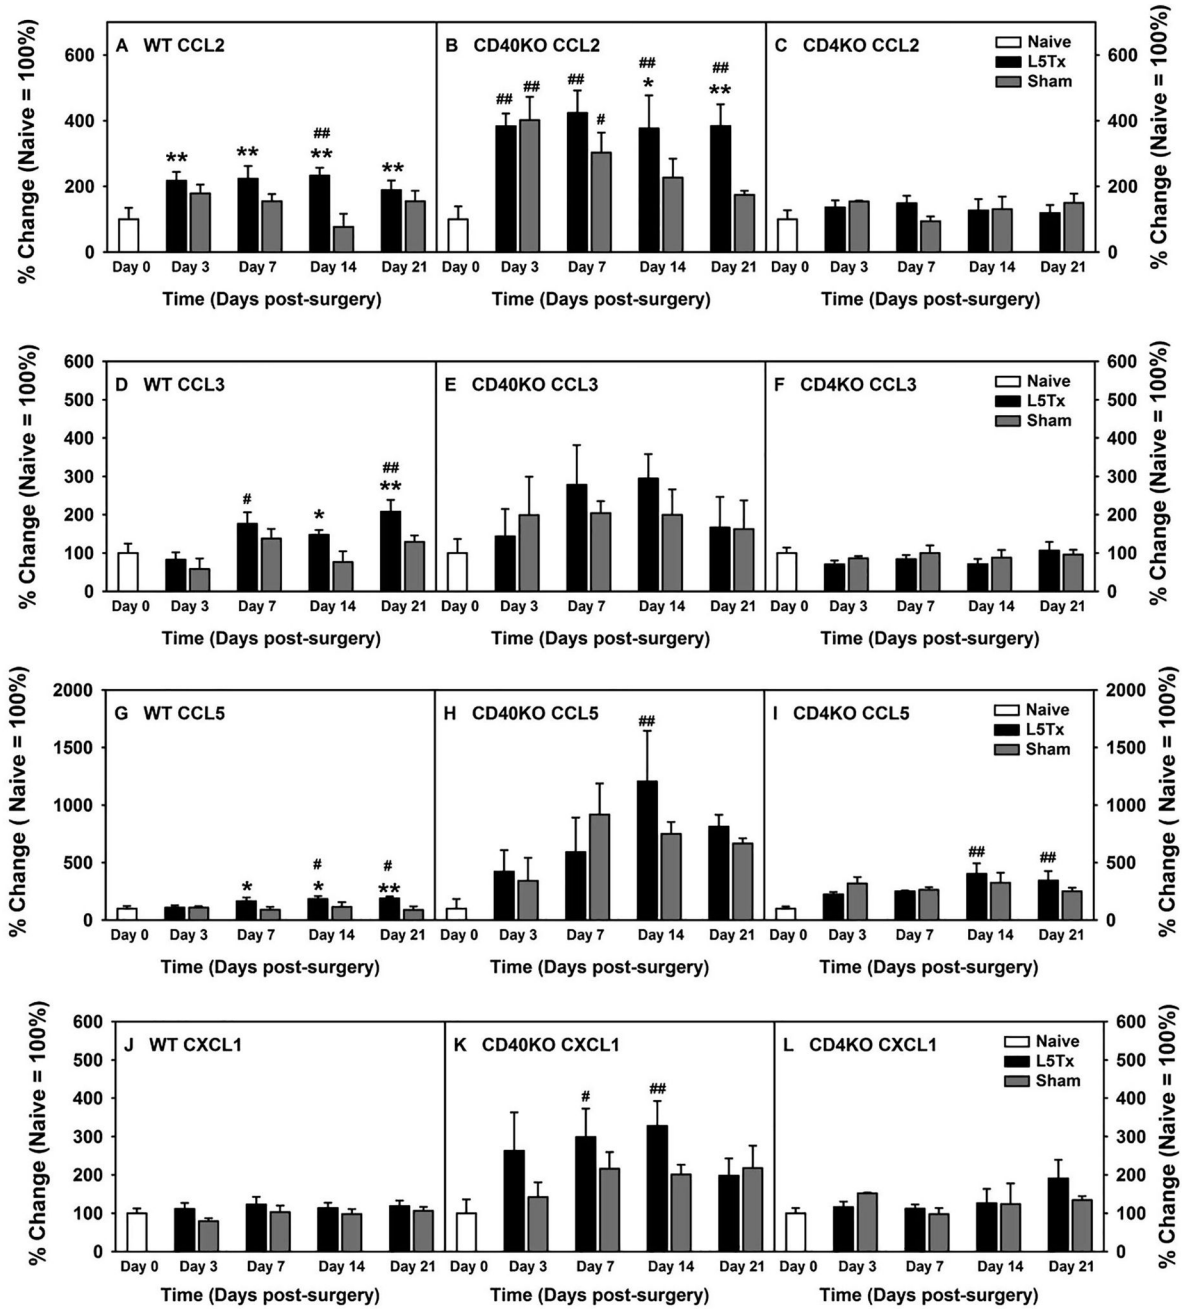 % Change (Naive = 100%)
600
400
200
0
A WT CCL2
**
**
##
**
**
B CD40KO CCL2
##
##
##
#
##
*
##
**
C CD4KO CCL2
Naive
L5Tx
Sham
600
400
200
0
% Change (Naive = 100%)
Day 0 Day 3 Day 7 Day 14 Day 21
Day 0 Day 3 Day 7 Day 14 Day 21
Day 0 Day 3 Day 7 Day 14 Day 21
Time (Days post-surgery)
Time (Days post-surgery)
Time (Days post-surgery)
% Change (Naive = 100%)
600
500
400
300
200
100
0
D WT CCL3
#
*
##
**
E CD40KO CCL3
F CD4KO CCL3
Naive
L5Tx
Sham
600
500
400
300
200
100
0
% Change (Naive = 100%)
Day 0 Day 3 Day 7 Day 14 Day 21
Day 0 Day 3 Day 7 Day 14 Day 21
Day 0 Day 3 Day 7 Day 14 Day 21
Time (Days post-surgery)
Time (Days post-surgery)
Time (Days post-surgery)
% Change ( Naive = 100%)
2000
1500
1000
500
0
G WT CCL5
*
#
*
#
**
H CD40KO CCL5
##
I CD4KO CCL5
##
##
Naive
L5Tx
Sham
2000
1500
1000
500
0
% Change ( Naive = 100%)
Day 0 Day 3 Day 7 Day 14 Day 21
Day 0 Day 3 Day 7 Day 14 Day 21
Day 0 Day 3 Day 7 Day 14 Day 21
Time (Days post-surgery)
Time (Days post-surgery)
Time (Days post-surgery)
% Change (Naive = 100%)
600
500
400
300
200
100
0
J WT CXCL1
K CD40KO CXCL1
#
##
L CD4KO CXCL1
Naive
L5Tx
Sham
600
500
400
300
200
100
0
% Change (Naive = 100%)
Day 0 Day 3 Day 7 Day 14 Day 21
Day 0 Day 3 Day 7 Day 14 Day 21
Day 0 Day 3 Day 7 Day 14 Day 21
Time (Days post-surgery)
Time (Days post-surgery)
Time (Days post-surgery)